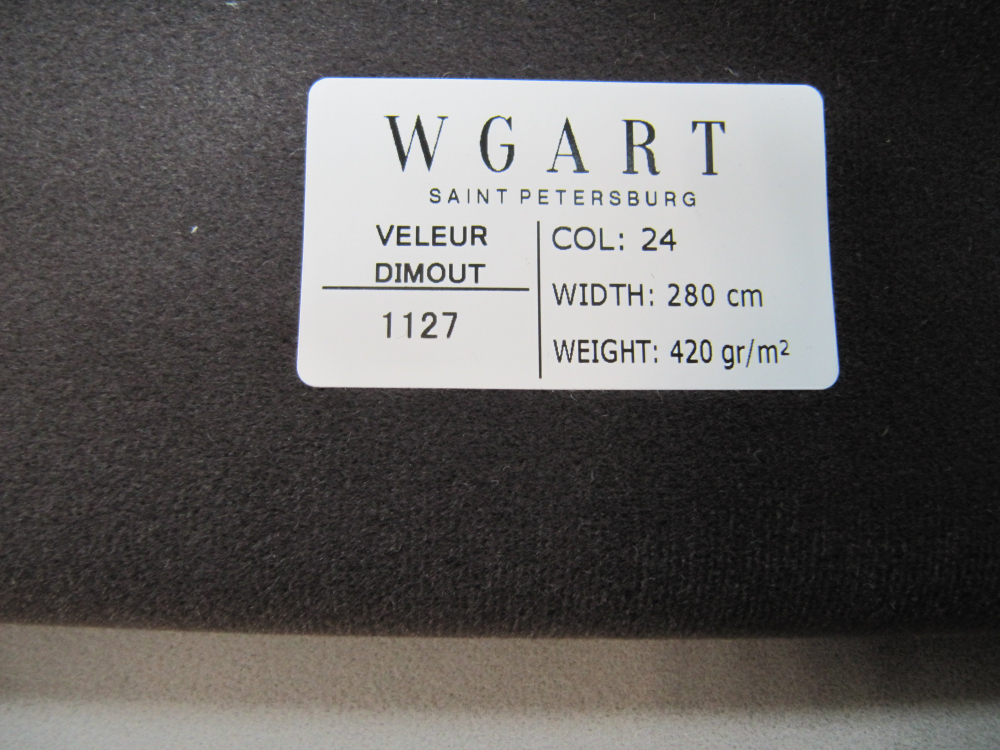 WGART
SAINT PETERSBURG
VELEUR
DIMOUT
1127
COL: 24
WIDTH: 280 cm
WEIGHT: 420 gr/m²